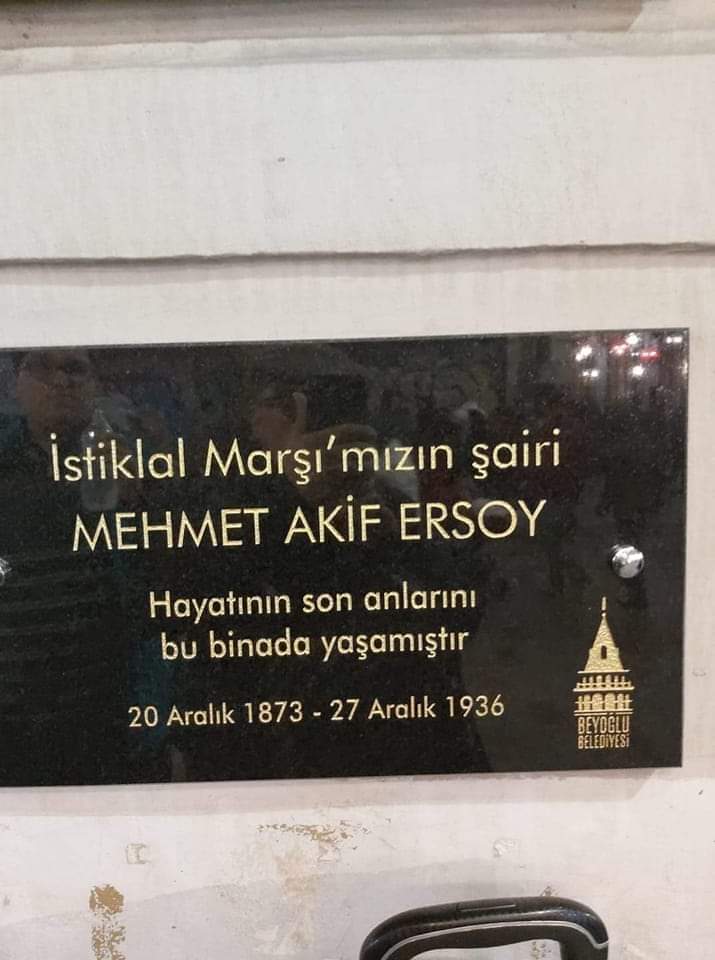 İstiklal Marşı'mızın şairi
MEHMET AKİF ERSOY
Hayatının son anlarını
bu binada yaşamıştır
20 Aralık 1873 - 27 Aralık 1936
BEYOĞLU
BELEDİYESİ